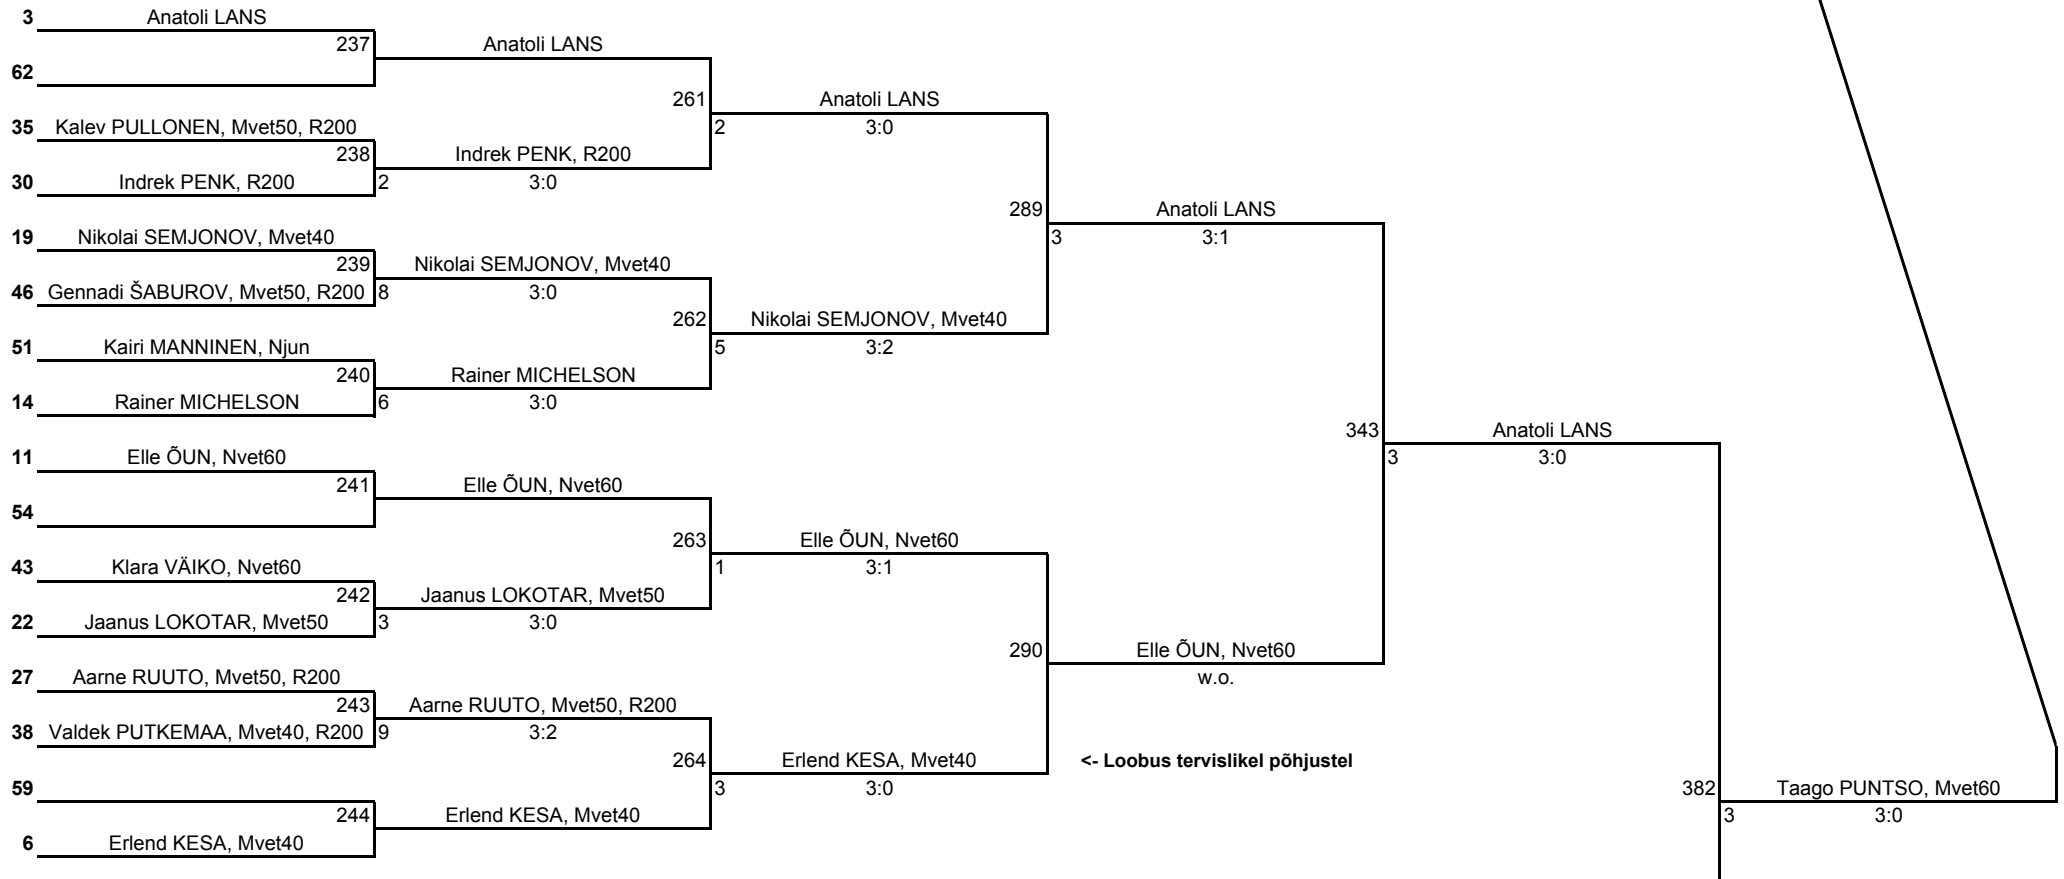 3 Anatoli LANS
237 Anatoli LANS
62
261 Anatoli LANS
35 Kalev PULLONEN, Mvet50, R200 2 3:0
238 Indrek PENK, R200
30 Indrek PENK, R200 2 3:0
289 Anatoli LANS
19 Nikolai SEMJONOV, Mvet40 3 3:1
239 Nikolai SEMJONOV, Mvet40
46 Gennadi ŠABUROV, Mvet50, R200 8 3:0
262 Nikolai SEMJONOV, Mvet40
51 Kairi MANNINEN, Njun 5 3:2
240 Rainer MICHELSON
14 Rainer MICHELSON 6 3:0
343 Anatoli LANS
11 Elle ÕUN, Nvet60 3 3:0
241 Elle ÕUN, Nvet60
54
263 Elle ÕUN, Nvet60
43 Klara VÄIKO, Nvet60 1 3:1
242 Jaanus LOKOTAR, Mvet50
22 Jaanus LOKOTAR, Mvet50 3 3:0
290 Elle ÕUN, Nvet60
27 Aarne RUUTO, Mvet50, R200 w.o.
243 Aarne RUUTO, Mvet50, R200
38 Valdek PUTKEMAA, Mvet40, R200 9 3:2
264 Erlend KESA, Mvet40 <- Loobus tervislikel põhjustel
59 3 3:0 382 Taago PUNTSO, Mvet60
244 Erlend KESA, Mvet40 3 3:0
6 Erlend KESA, Mvet40